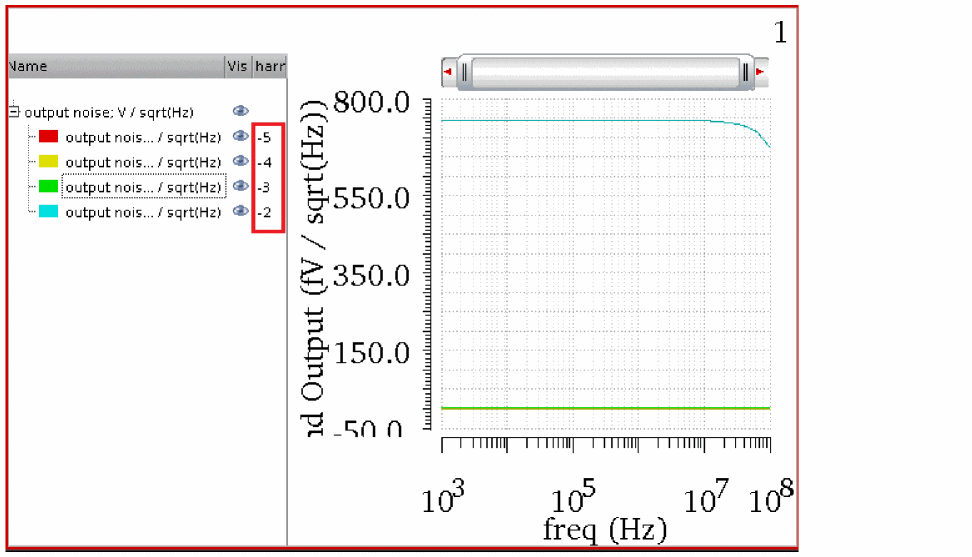 1
Name Vis harr
output noise; V / sqrt(Hz)
output nois... / sqrt(Hz) -5
output nois... / sqrt(Hz) -4
output nois... / sqrt(Hz) -3
output nois... / sqrt(Hz) -2
nd Output (fV / sqrt(Hz))
800.0
550.0
350.0
150.0
-50.0
10^3 10^5 10^7 10^8
freq (Hz)